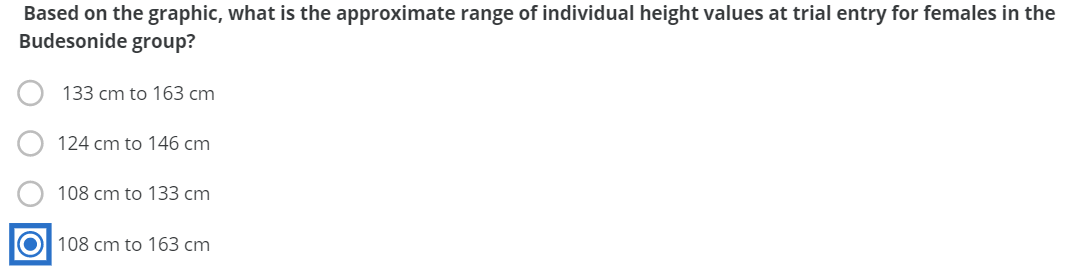 Based on the graphic, what is the approximate range of individual height values at trial entry for females in the
Budesonide group?
133 cm to 163 cm
124 cm to 146 cm
108 cm to 133 cm
108 cm to 163 cm